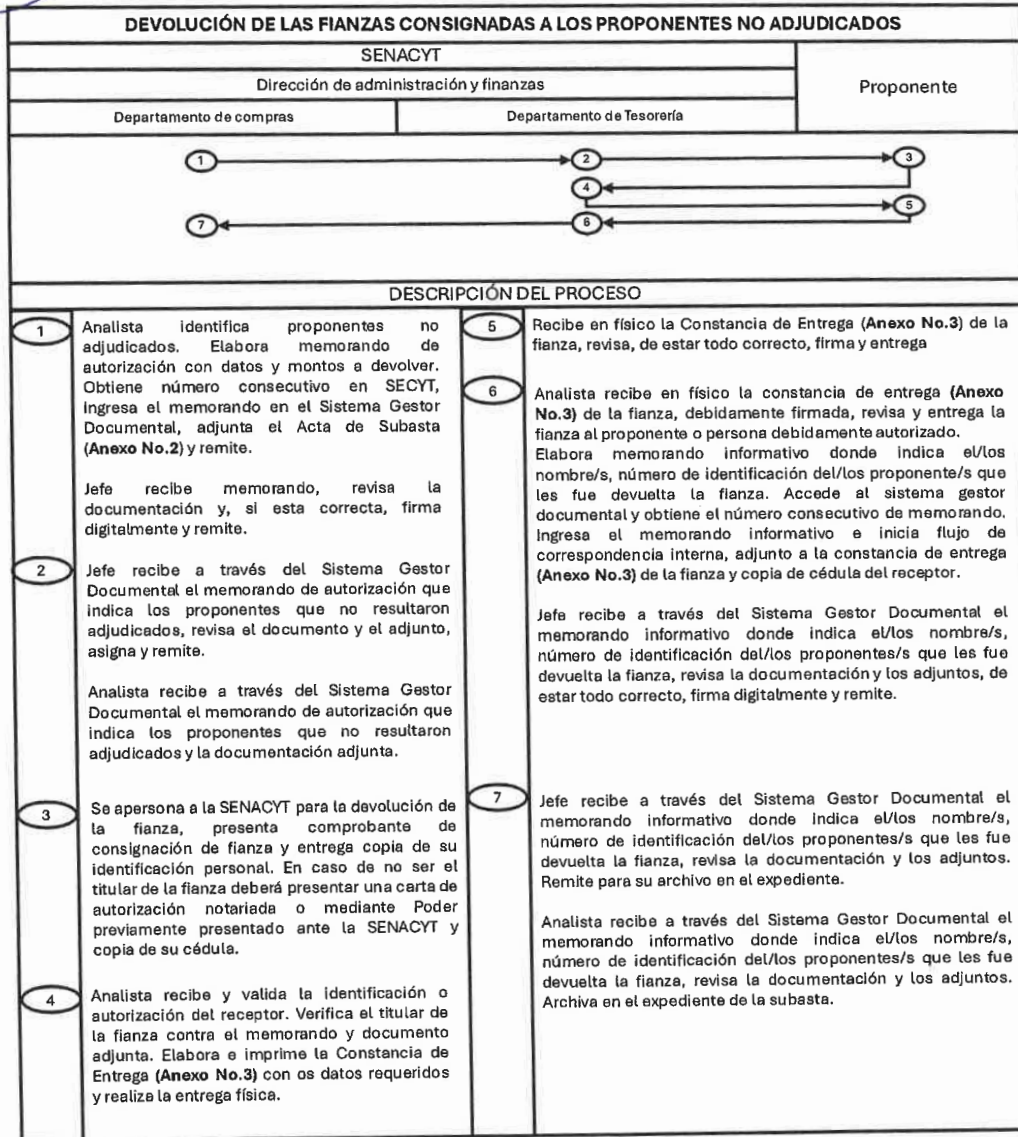 DEVOLUCIÓN DE LAS FIANZAS CONSIGNADAS A LOS PROPONENTES NO ADJUDICADOS
SENACYT
Dirección de administración y finanzas
Proponente
Departamento de compras
Departamento de Tesorería
1
2
3
4
5
7
6
DESCRIPCIÓN DEL PROCESO
1
Analista identifica proponentes no
adjudicados. Elabora memorando de
autorización con datos y montos a devolver.
Obtiene número consecutivo en SECYT,
Ingresa el memorando en el Sistema Gestor
Documental, adjunta el Acta de Subasta
(Anexo No.2) y remite.
Jefe recibe memorando, revisa la
documentación y, si esta correcta, firma
digitalmente y remite.
2
Jefe recibe a través del Sistema Gestor
Documental el memorando de autorización que
indica los proponentes que no resultaron
adjudicados, revisa el documento y el adjunto,
asigna y remite.
Analista recibe a través del Sistema Gestor
Documental el memorando de autorización que
indica los proponentes que no resultaron
adjudicados y la documentación adjunta.
3
Se apersona a la SENACYT para la devolución de
la fianza, presenta comprobante de
consignación de fianza y entrega copia de su
identificación personal. En caso de no ser el
titular de la fianza deberá presentar una carta de
autorización notariada o mediante Poder
previamente presentado ante la SENACYT y
copia de su cédula.
4
Analista recibe y valida la identificación o
autorización del receptor. Verifica el titular de
la fianza contra el memorando y documento
adjunta. Elabora e imprime la Constancia de
Entrega (Anexo No.3) con os datos requeridos
y realiza la entrega física.
5
Recibe en físico la Constancia de Entrega (Anexo No.3) de la
fianza, revisa, de estar todo correcto, firma y entrega
6
Analista recibe en físico la constancia de entrega (Anexo
No.3) de la fianza, debidamente firmada, revisa y entrega la
fianza al proponente o persona debidamente autorizado.
Elabora memorando informativo donde indica el/los
nombre/s, número de identificación del/los proponente/s que
les fue devuelta la fianza. Accede al sistema gestor
documental y obtiene el número consecutivo de memorando.
Ingresa el memorando informativo e inicia flujo de
correspondencia interna, adjunto a la constancia de entrega
(Anexo No.3) de la fianza y copia de cédula del receptor.
Jefe recibe a través del Sistema Gestor Documental el
memorando informativo donde indica el/los nombre/s,
número de identificación del/los proponentes/s que les fue
devuelta la fianza, revisa la documentación y los adjuntos, de
estar todo correcto, firma digitalmente y remite.
7
Jefe recibe a través del Sistema Gestor Documental el
memorando informativo donde indica el/los nombre/s,
número de identificación del/los proponentes/s que les fue
devuelta la fianza, revisa la documentación y los adjuntos.
Remite para su archivo en el expediente.
Analista recibe a través del Sistema Gestor Documental el
memorando informativo donde indica el/los nombre/s,
número de identificación del/los proponentes/s que les fue
devuelta la fianza, revisa la documentación y los adjuntos.
Archiva en el expediente de la subasta.